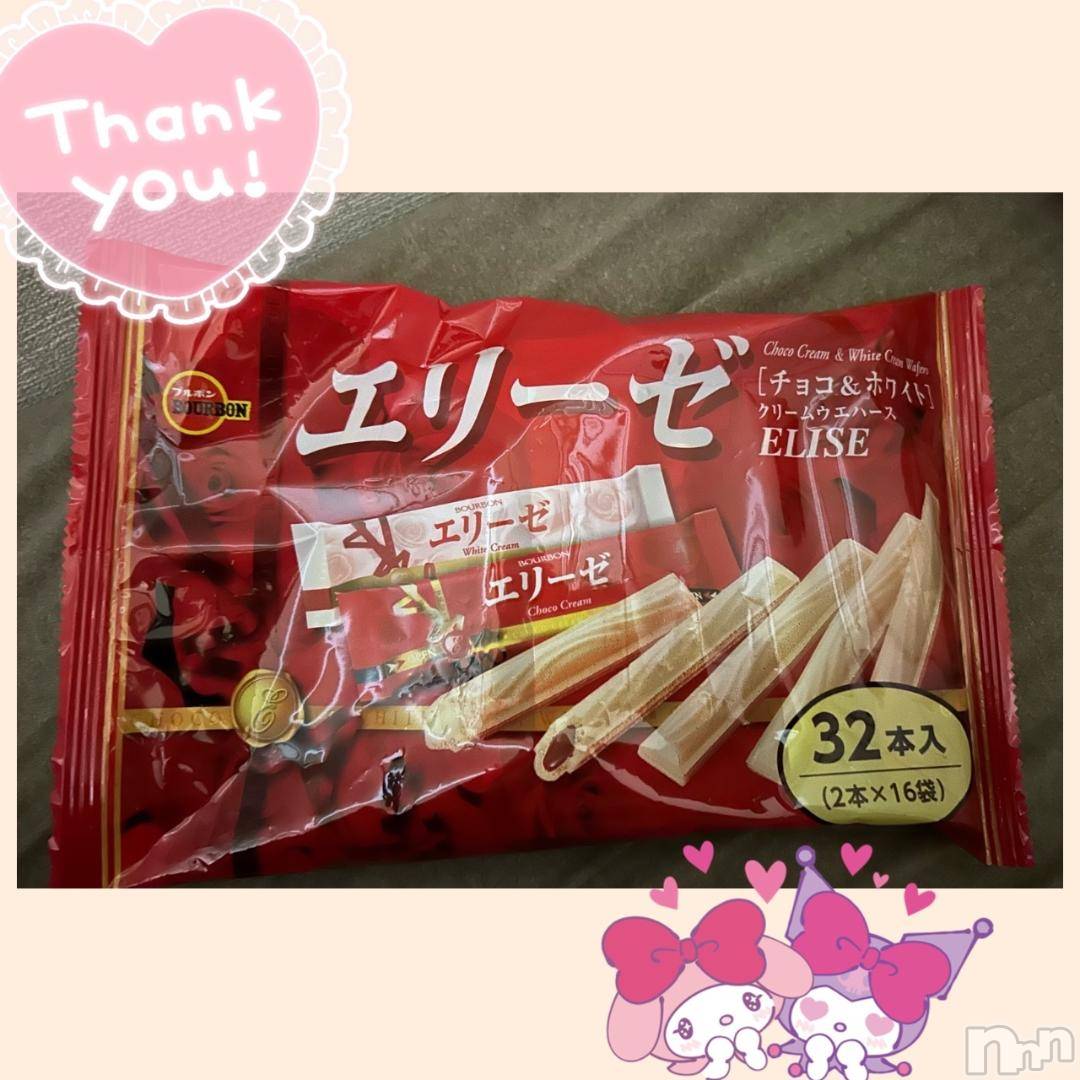 Thank
you!
ブルボン
BOURBON
エリーゼ
Choco Cream & White Cream Wafers
[チョコ&ホワイト]
クリームウエハース
ELISE
BOURBON
エリーゼ
White Cream
BOURBON
エリーゼ
Choco Cream
32本入
(2本×16袋)
nnn